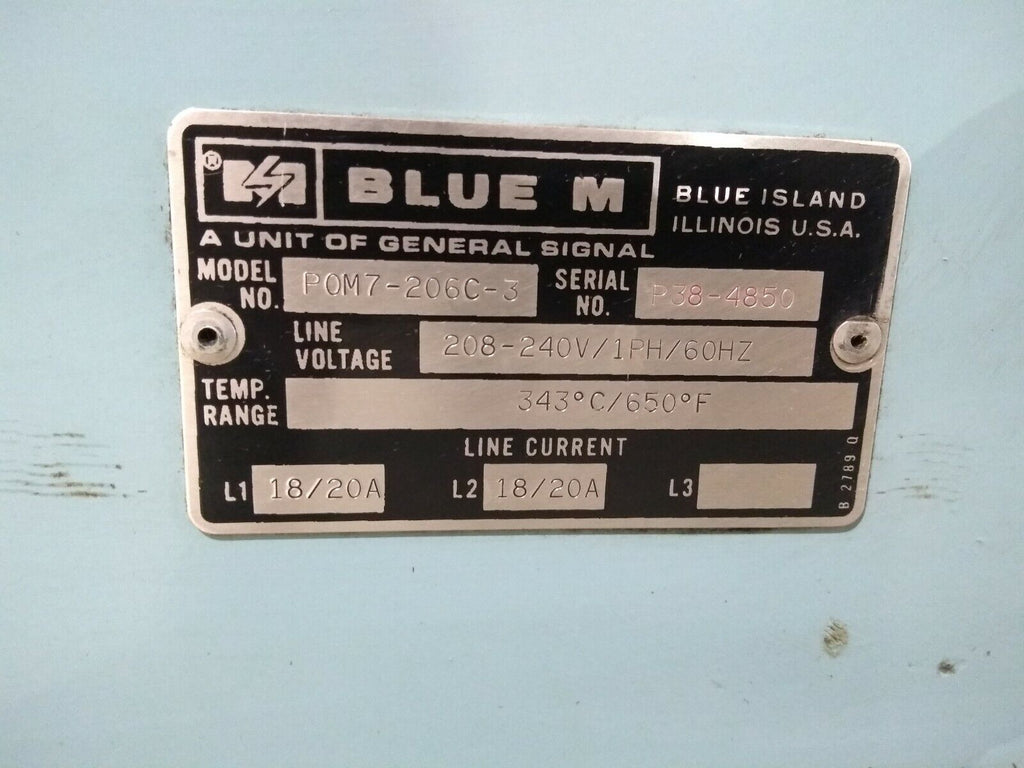 ® BLUE M
BLUE ISLAND
ILLINOIS U.S.A.
A UNIT OF GENERAL SIGNAL
MODEL NO. POM7-206C-3 SERIAL NO. P38-4850
LINE VOLTAGE 208-240V/1PH/60HZ
TEMP. RANGE 343°C/650°F
LINE CURRENT
L1 18/20A L2 18/20A L3
B 2789 Q